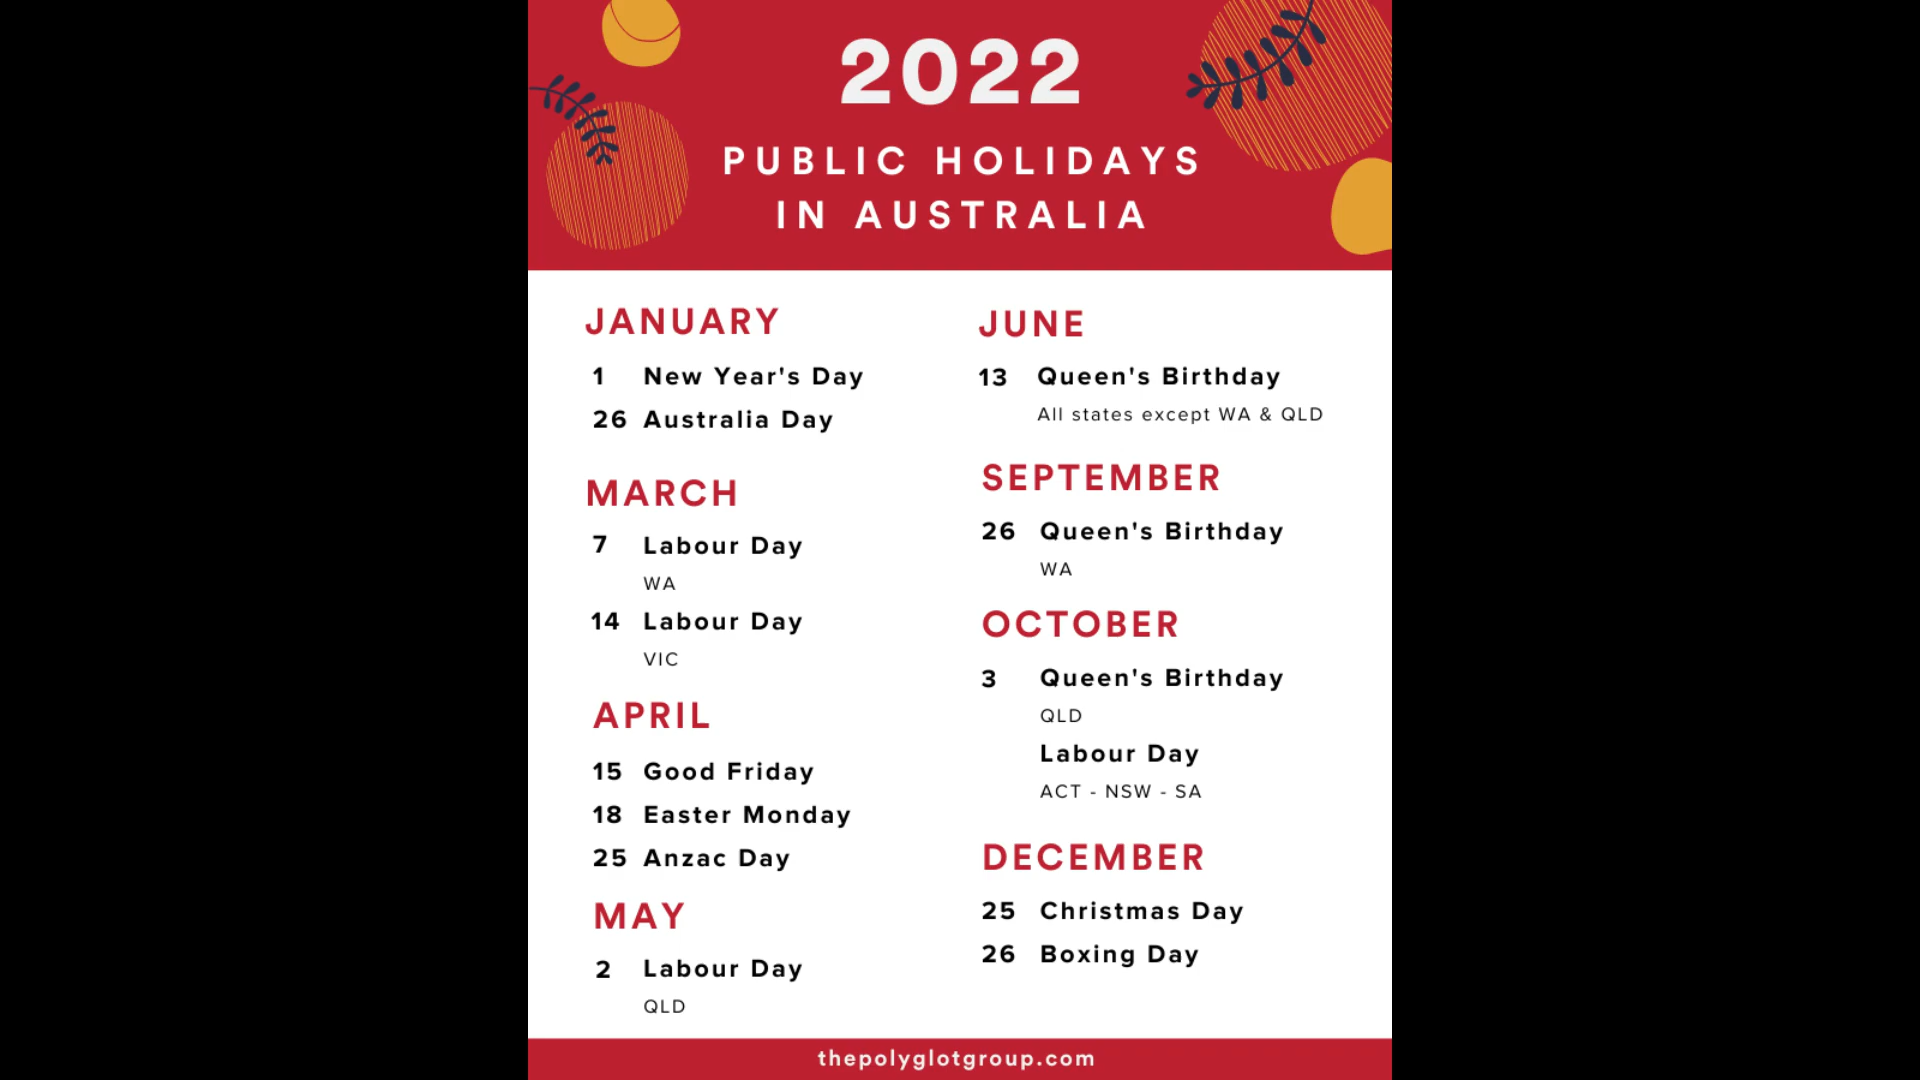 2022
PUBLIC HOLIDAYS
IN AUSTRALIA
JANUARY
1 New Year's Day
26 Australia Day
MARCH
7 Labour Day
WA
14 Labour Day
VIC
APRIL
15 Good Friday
18 Easter Monday
25 Anzac Day
MAY
2 Labour Day
QLD
JUNE
13 Queen's Birthday
All states except WA & QLD
SEPTEMBER
26 Queen's Birthday
WA
OCTOBER
3 Queen's Birthday
QLD
Labour Day
ACT - NSW - SA
DECEMBER
25 Christmas Day
26 Boxing Day
thepolyglotgroup.com